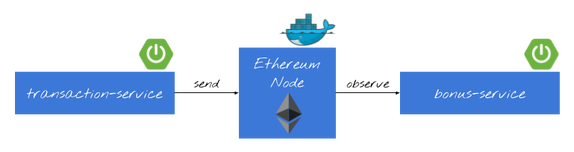 transaction-service
send
Ethereum
Node
observe
bonus-service